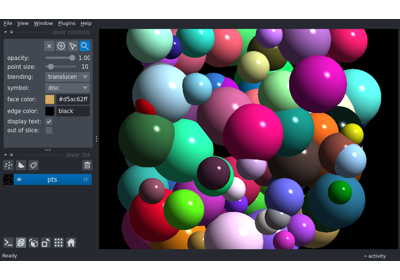 File View Window Plugins Help
layer controls
opacity: 1.00
point size: 10
blending: translucen
symbol: disc
face color: #d5ac62ff
edge color: black
display text:
out of slice:
layer list
pts
Ready
activity